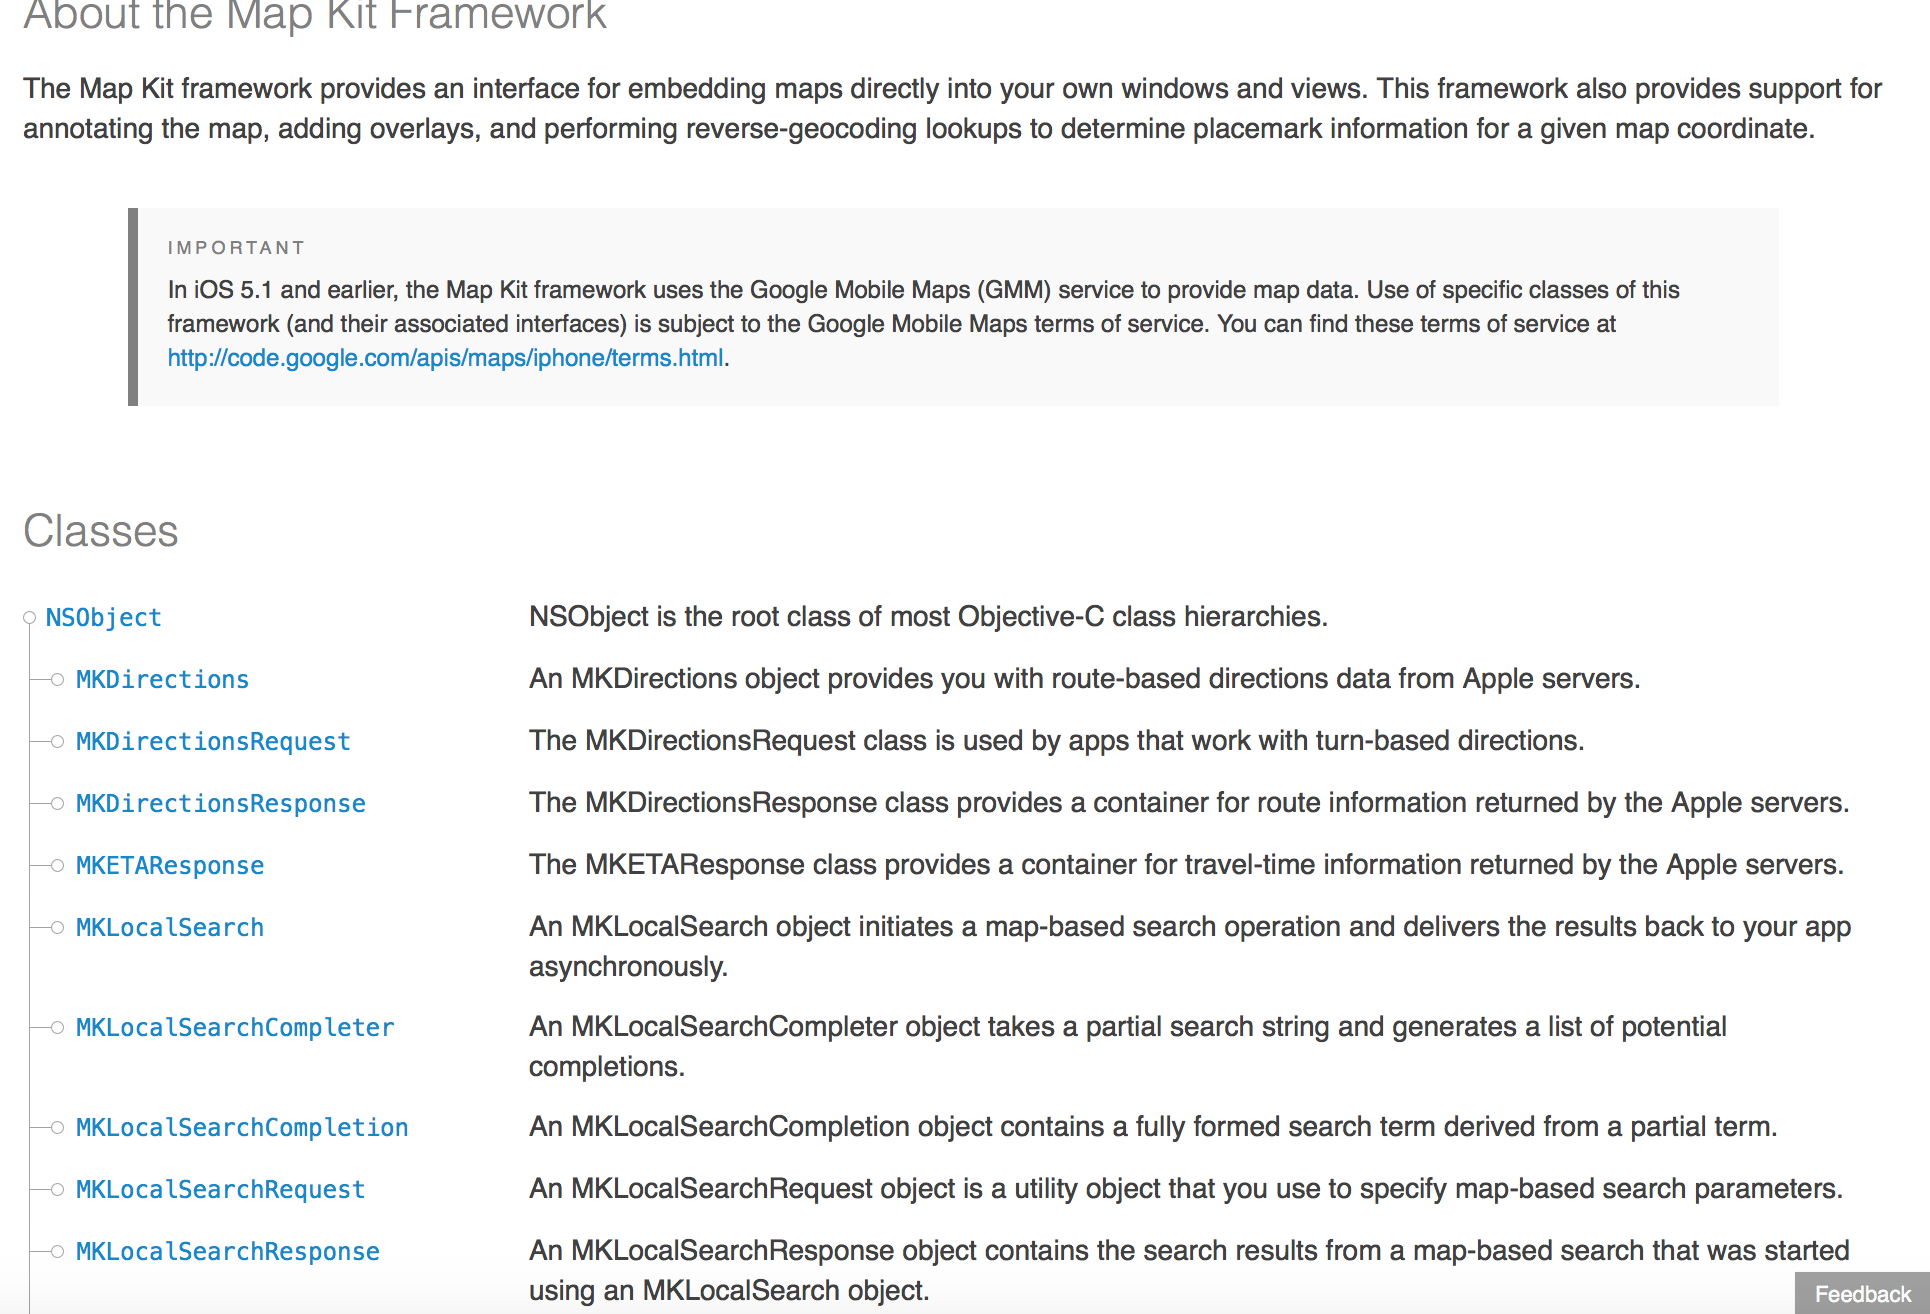 About the Map Kit Framework
The Map Kit framework provides an interface for embedding maps directly into your own windows and views. This framework also provides support for
annotating the map, adding overlays, and performing reverse-geocoding lookups to determine placemark information for a given map coordinate.
IMPORTANT
In iOS 5.1 and earlier, the Map Kit framework uses the Google Mobile Maps (GMM) service to provide map data. Use of specific classes of this
framework (and their associated interfaces) is subject to the Google Mobile Maps terms of service. You can find these terms of service at
http://code.google.com/apis/maps/iphone/terms.html.
Classes
NSObject NSObject is the root class of most Objective-C class hierarchies.
MKDirections An MKDirections object provides you with route-based directions data from Apple servers.
MKDirectionsRequest The MKDirectionsRequest class is used by apps that work with turn-based directions.
MKDirectionsResponse The MKDirectionsResponse class provides a container for route information returned by the Apple servers.
MKETAResponse The MKETAResponse class provides a container for travel-time information returned by the Apple servers.
MKLocalSearch An MKLocalSearch object initiates a map-based search operation and delivers the results back to your app
asynchronously.
MKLocalSearchCompleter An MKLocalSearchCompleter object takes a partial search string and generates a list of potential
completions.
MKLocalSearchCompletion An MKLocalSearchCompletion object contains a fully formed search term derived from a partial term.
MKLocalSearchRequest An MKLocalSearchRequest object is a utility object that you use to specify map-based search parameters.
MKLocalSearchResponse An MKLocalSearchResponse object contains the search results from a map-based search that was started
using an MKLocalSearch object.
Feedback